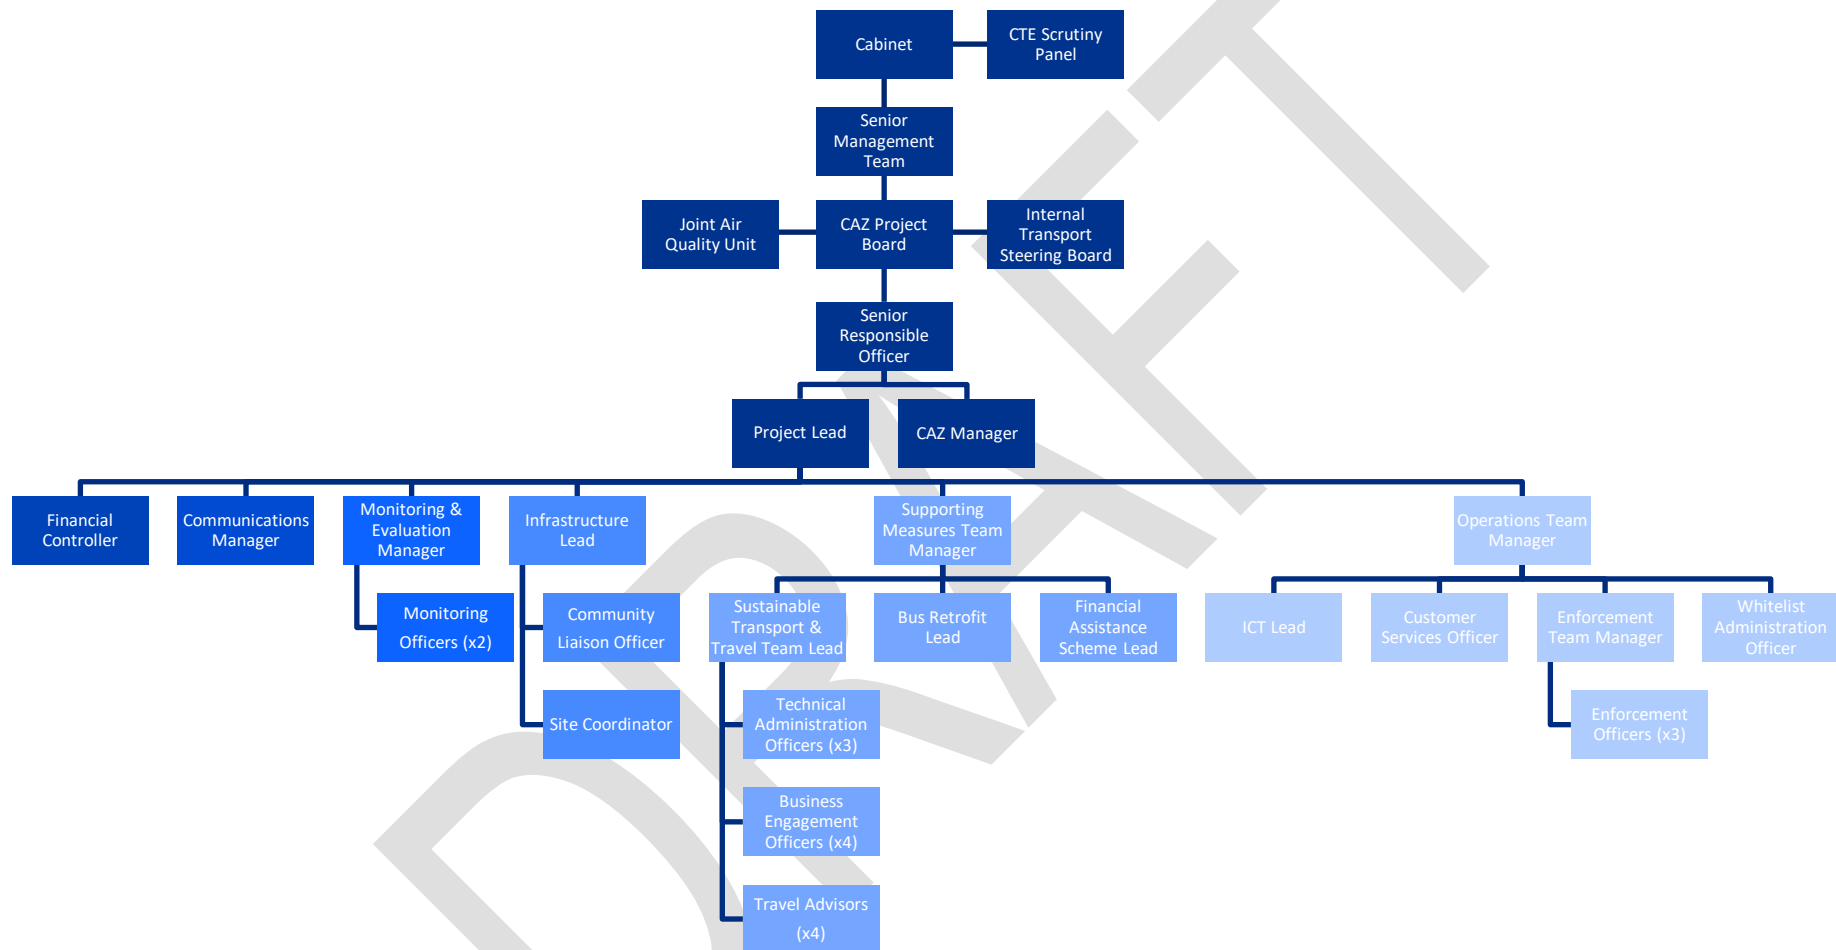 Cabinet
CTE Scrutiny
Panel
Senior
Management
Team
Joint Air
Quality Unit
CAZ Project
Board
Internal
Transport
Steering Board
Senior
Responsible
Officer
Project Lead
CAZ Manager
Financial
Controller
Communications
Manager
Monitoring &
Evaluation
Manager
Infrastructure
Lead
Supporting
Measures Team
Manager
Operations Team
Manager
Monitoring
Officers (x2)
Community
Liaison Officer
Sustainable
Transport &
Travel Team Lead
Bus Retrofit
Lead
Financial
Assistance
Scheme Lead
ICT Lead
Customer
Services Officer
Enforcement
Team Manager
Whitelist
Administration
Officer
Site Coordinator
Technical
Administration
Officers (x3)
Enforcement
Officers (x3)
Business
Engagement
Officers (x4)
Travel Advisors
(x4)
DRAFT